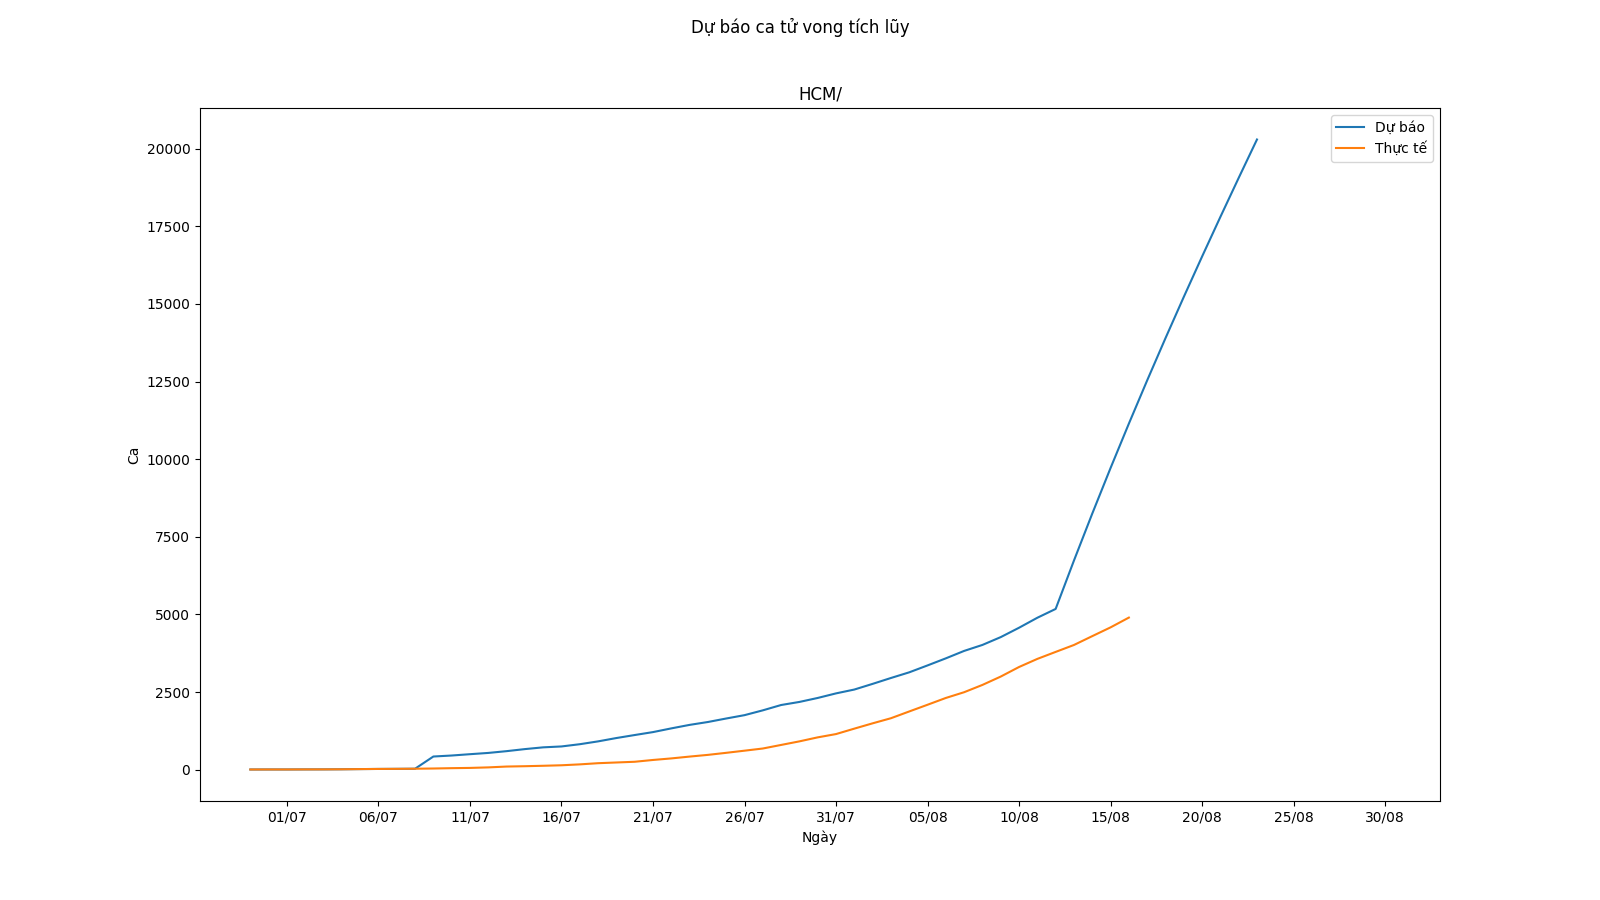 Dự báo ca tử vong tích lũy
HCM/
Dự báo
Thực tế
20000
17500
15000
12500
10000
7500
5000
2500
0
Ca
01/07 06/07 11/07 16/07 21/07 26/07 31/07 05/08 10/08 15/08 20/08 25/08 30/08
Ngày